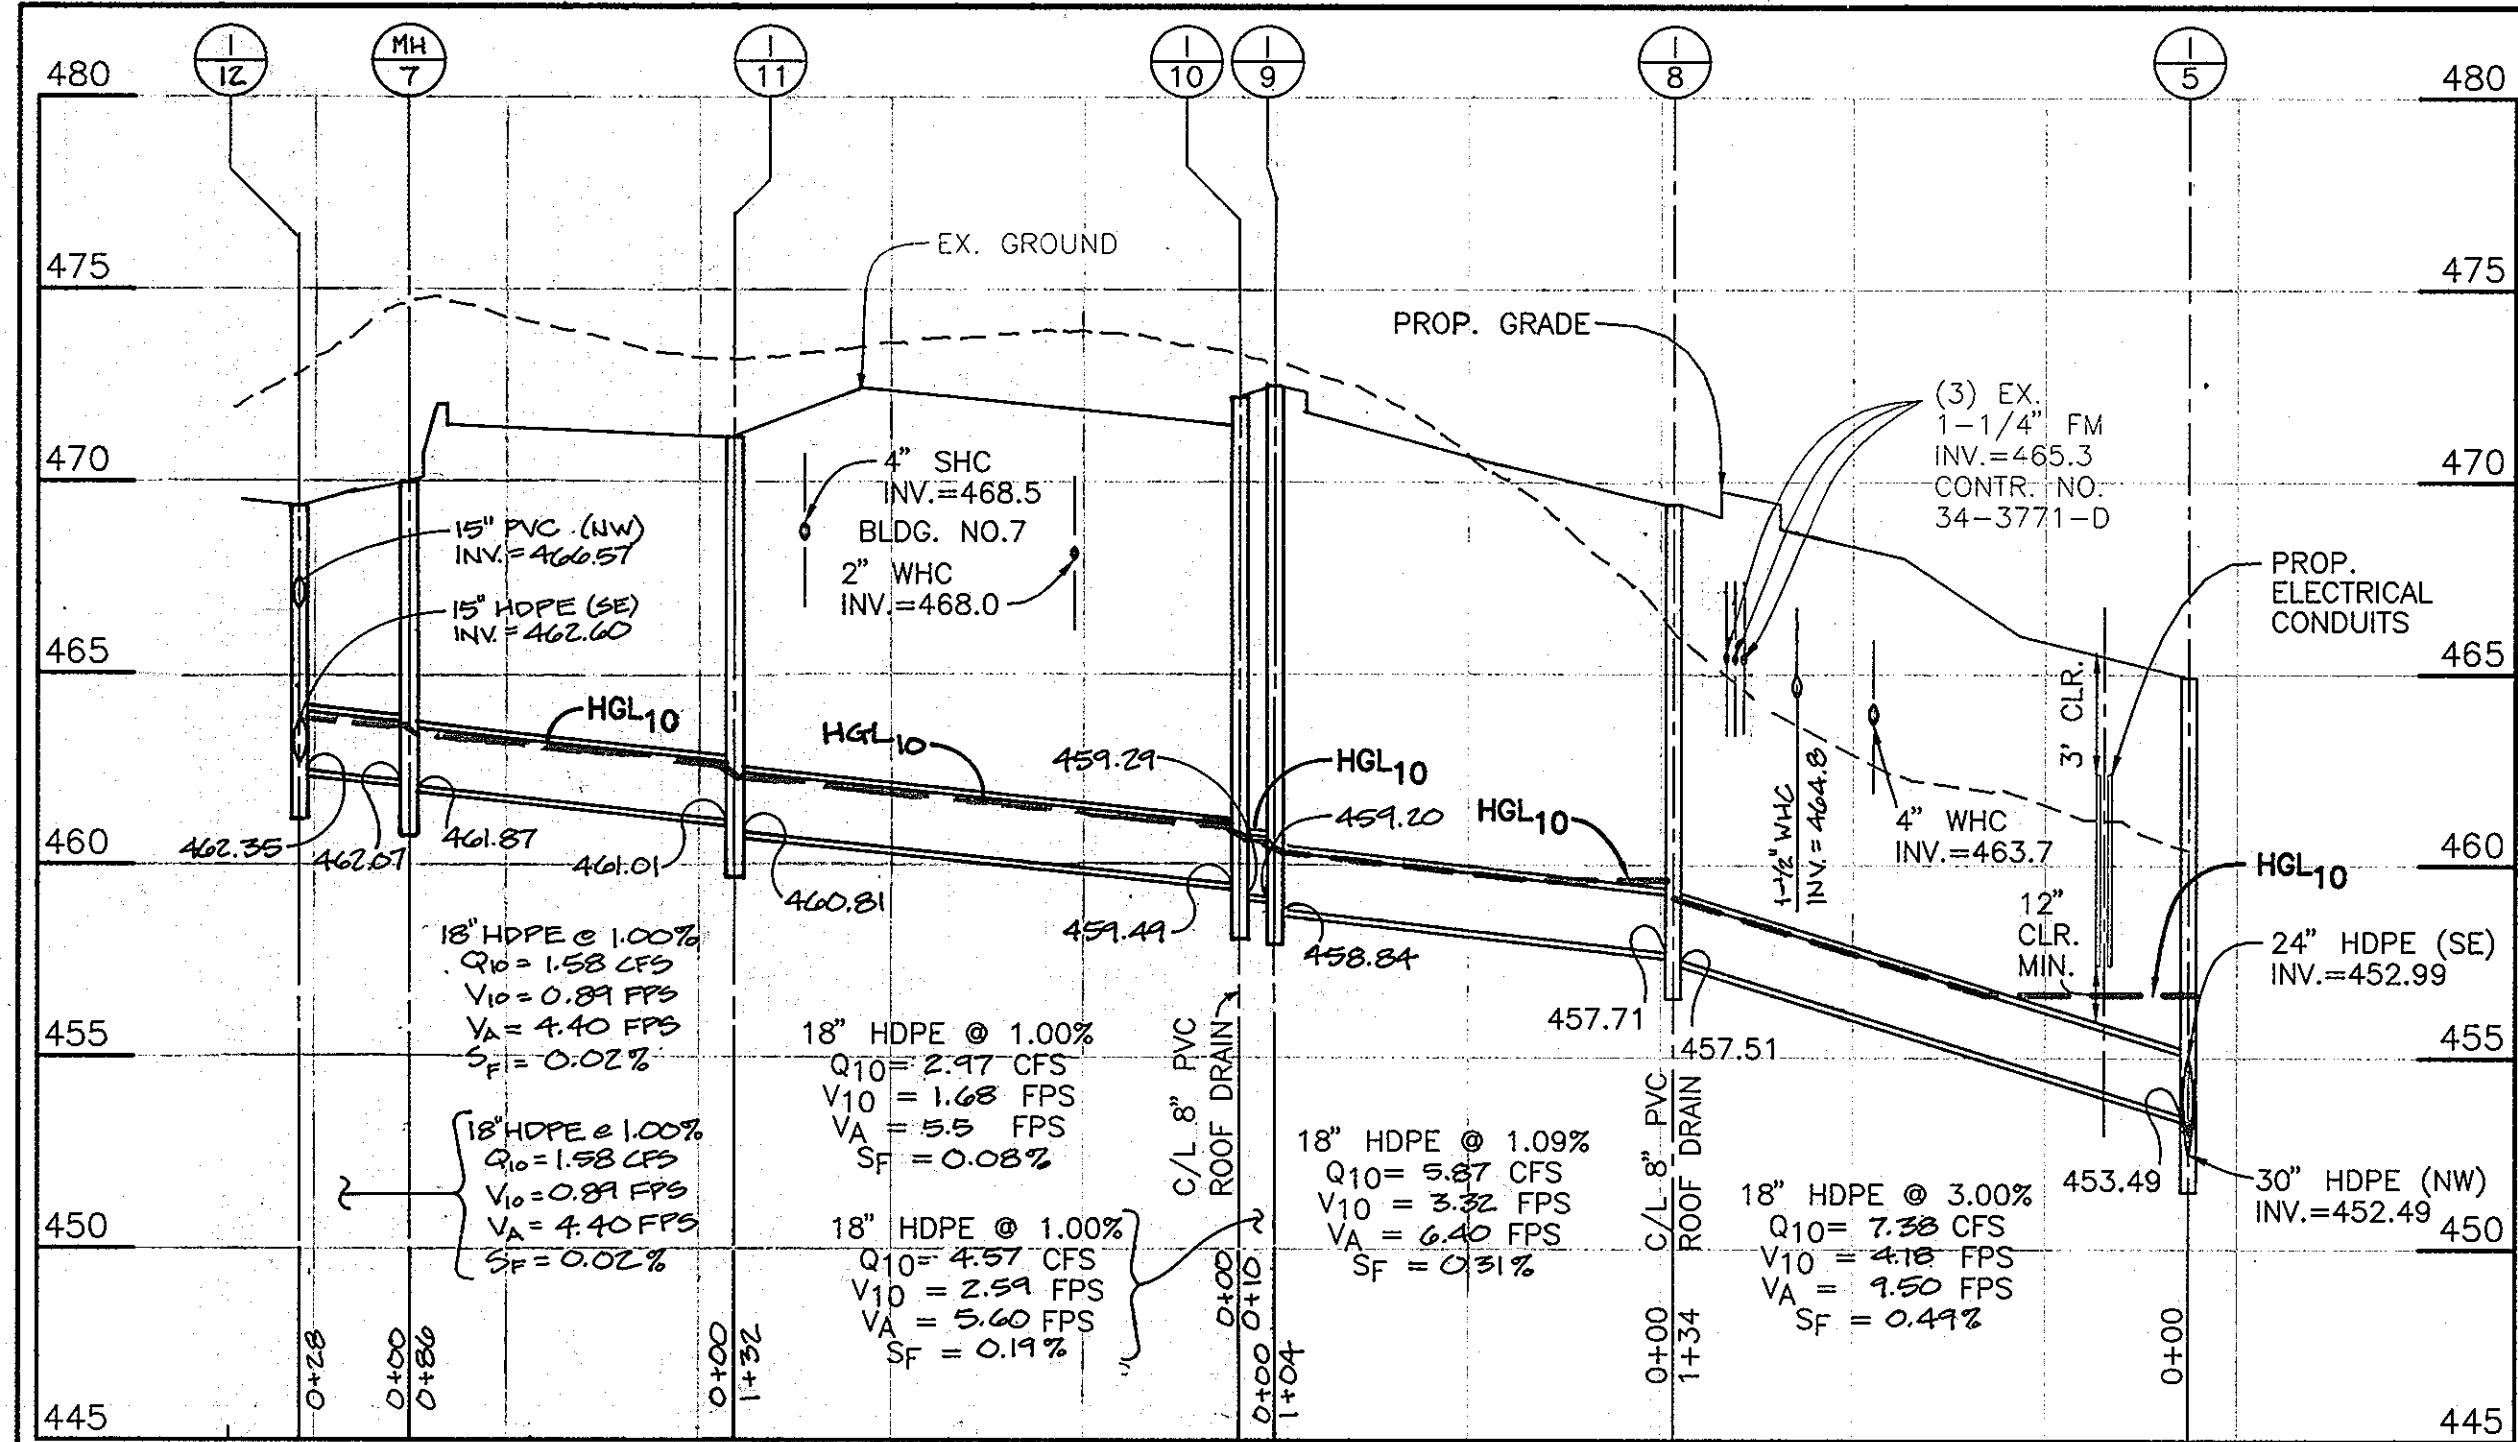 I
12
MH
7
I
11
I
10
I
9
I
8
I
5
480
480
475
475
470
470
465
465
460
460
455
455
450
450
445
445
EX. GROUND
PROP. GRADE
(3) EX.
1-1/4" FM
INV.=465.3
CONTR. NO.
34-3771-D
4" SHC
INV.=468.5
BLDG. NO.7
2" WHC
INV.=468.0
15" PVC (NW)
INV.=466.57
15" HDPE (SE)
INV.=462.60
PROP.
ELECTRICAL
CONDUITS
3' CLR.
HGL10
HGL10
HGL10
HGL10
HGL10
459.29
459.20
1-1/2" WHC
INV.=464.8
4" WHC
INV.=463.7
12"
CLR.
MIN.
462.35
462.07
461.87
461.01
460.81
459.49
458.84
457.71
457.51
453.49
24" HDPE (SE)
INV.=452.99
30" HDPE (NW)
INV.=452.49
18" HDPE @ 1.00%
Q10 = 1.58 CFS
V10 = 0.89 FPS
VA = 4.40 FPS
SF = 0.02%
18" HDPE @ 1.00%
Q10 = 1.58 CFS
V10 = 0.89 FPS
VA = 4.40 FPS
SF = 0.02%
18" HDPE @ 1.00%
Q10 = 2.97 CFS
V10 = 1.68 FPS
VA = 5.5 FPS
SF = 0.08%
18" HDPE @ 1.00%
Q10 = 4.57 CFS
V10 = 2.59 FPS
VA = 5.60 FPS
SF = 0.19%
C/L 8" PVC
ROOF DRAIN
18" HDPE @ 1.09%
Q10 = 5.87 CFS
V10 = 3.32 FPS
VA = 6.40 FPS
SF = 0.31%
C/L 8" PVC
ROOF DRAIN
18" HDPE @ 3.00%
Q10 = 7.38 CFS
V10 = 4.18 FPS
VA = 9.50 FPS
SF = 0.49%
0+28
0+00
0+86
0+00
1+32
0+00
0+10
0+00
1+04
0+00
1+34
0+00